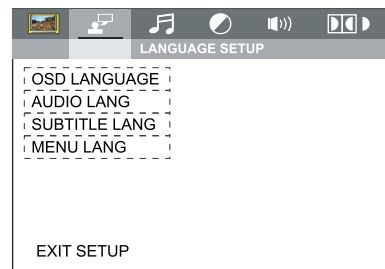 LANGUAGE SETUP
OSD LANGUAGE
AUDIO LANG
SUBTITLE LANG
MENU LANG
EXIT SETUP